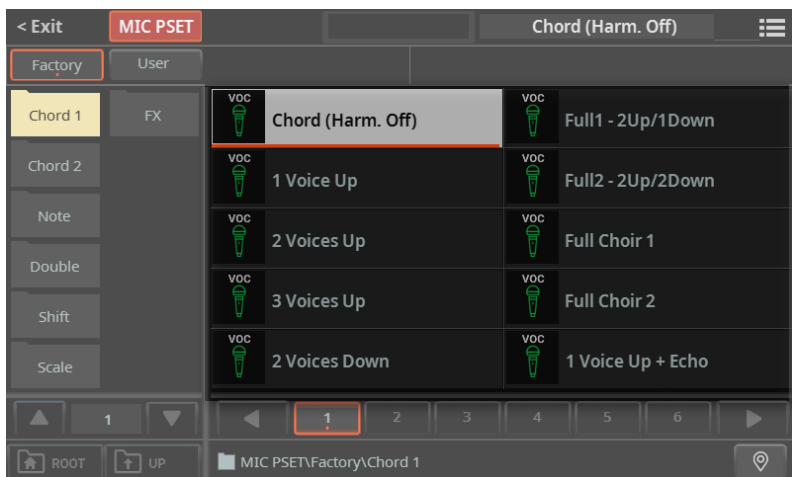 < Exit MIC PSET Chord (Harm. Off)
Factory User
Chord 1 FX
Chord 2
Note
Double
Shift
Scale
VOC Chord (Harm. Off)
VOC 1 Voice Up
VOC 2 Voices Up
VOC 3 Voices Up
VOC 2 Voices Down
VOC Full1 - 2Up/1Down
VOC Full2 - 2Up/2Down
VOC Full Choir 1
VOC Full Choir 2
VOC 1 Voice Up + Echo
1
1 2 3 4 5 6
ROOT UP
MIC PSET\Factory\Chord 1